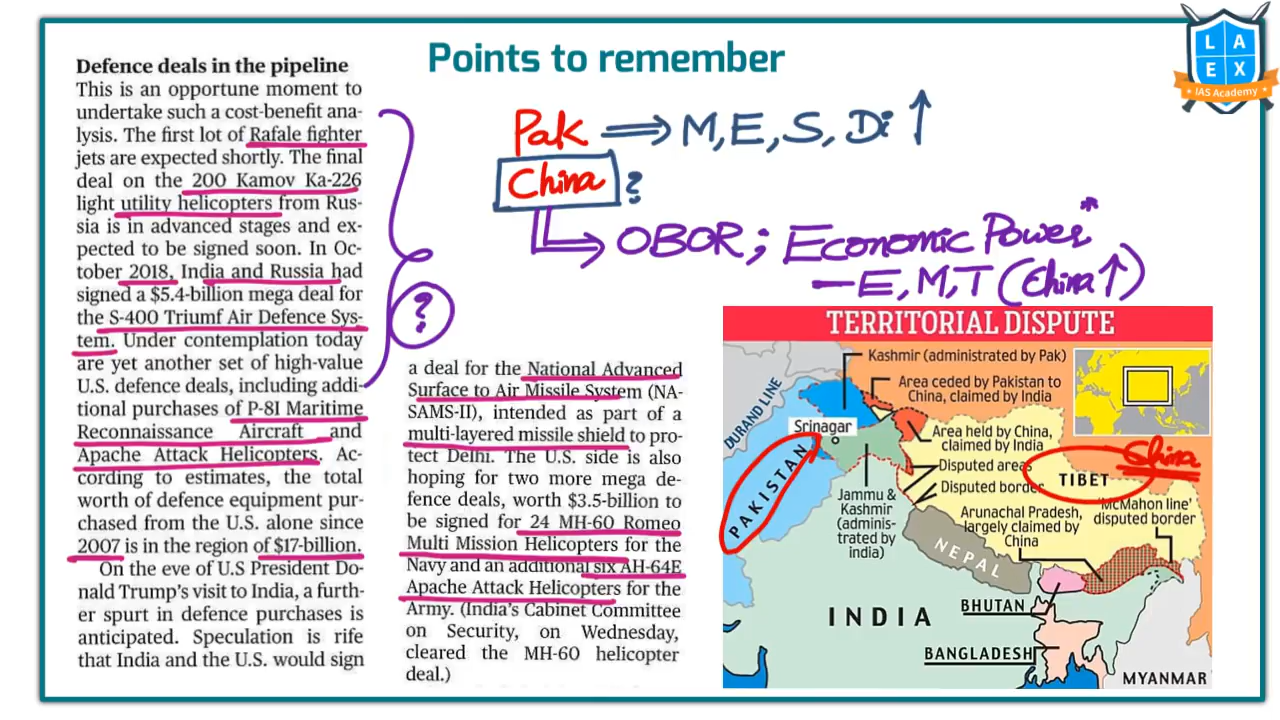 Points to remember
L A
E X
IAS Academy
Defence deals in the pipeline
This is an opportune moment to
undertake such a cost-benefit ana-
lysis. The first lot of Rafale fighter
jets are expected shortly. The final
deal on the 200 Kamov Ka-226
light utility helicopters from Rus-
sia is in advanced stages and ex-
pected to be signed soon. In Oc-
tober 2018, India and Russia had
signed a $5.4-billion mega deal for
the S-400 Triumf Air Defence Sys-
tem. Under contemplation today
are yet another set of high-value
U.S. defence deals, including addi-
tional purchases of P-8I Maritime
Reconnaissance Aircraft and
Apache Attack Helicopters. Ac-
cording to estimates, the total
worth of defence equipment pur-
chased from the U.S. alone since
2007 is in the region of $17-billion.
On the eve of U.S President Do-
nald Trump's visit to India, a furth-
er spurt in defence purchases is
anticipated. Speculation is rife
that India and the U.S. would sign
?
a deal for the National Advanced
Surface to Air Missile System (NA-
SAMS-II), intended as part of a
multi-layered missile shield to pro-
tect Delhi. The U.S. side is also
hoping for two more mega de-
fence deals, worth $3.5-billion to
be signed for 24 MH-60 Romeo
Multi Mission Helicopters for the
Navy and an additional six AH-64E
Apache Attack Helicopters for the
Army. (India's Cabinet Committee
on Security, on Wednesday,
cleared the MH-60 helicopter
deal.)
Pak ⟹ M, E, S, Di ↑
China ?
OBOR; Economic Power*
— E, M, T (China ↑)
TERRITORIAL DISPUTE
Kashmir (administrated by Pak)
Area ceded by Pakistan to
China, claimed by India
DURAND LINE
Srinagar
Area held by China,
claimed by India
PAKISTAN
Disputed areas
Disputed border
China
TIBET
Jammu &
Kashmir
(adminis-
trated by
india)
Arunachal Pradesh,
largely claimed by
China
'McMahon line'
disputed border
NEPAL
INDIA
BHUTAN
BANGLADESH
MYANMAR